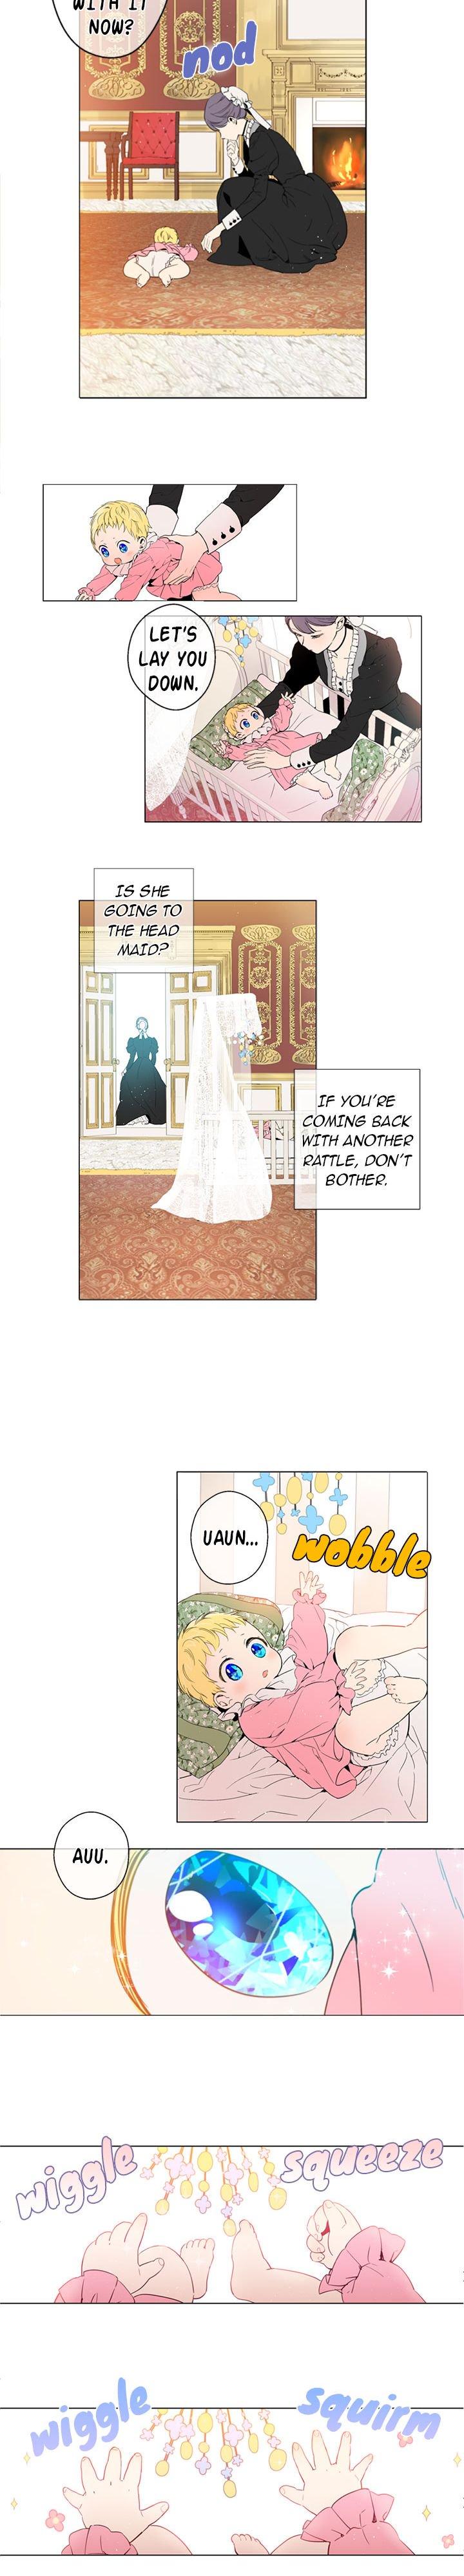 WITH IT
NOW?
nod
LET'S
LAY YOU
DOWN.
IS SHE
GOING TO
THE HEAD
MAID?
IF YOU'RE
COMING BACK
WITH ANOTHER
RATTLE, DON'T
BOTHER.
UAUN...
wobble
AUU.
wiggle
squeeze
wiggle
squirm